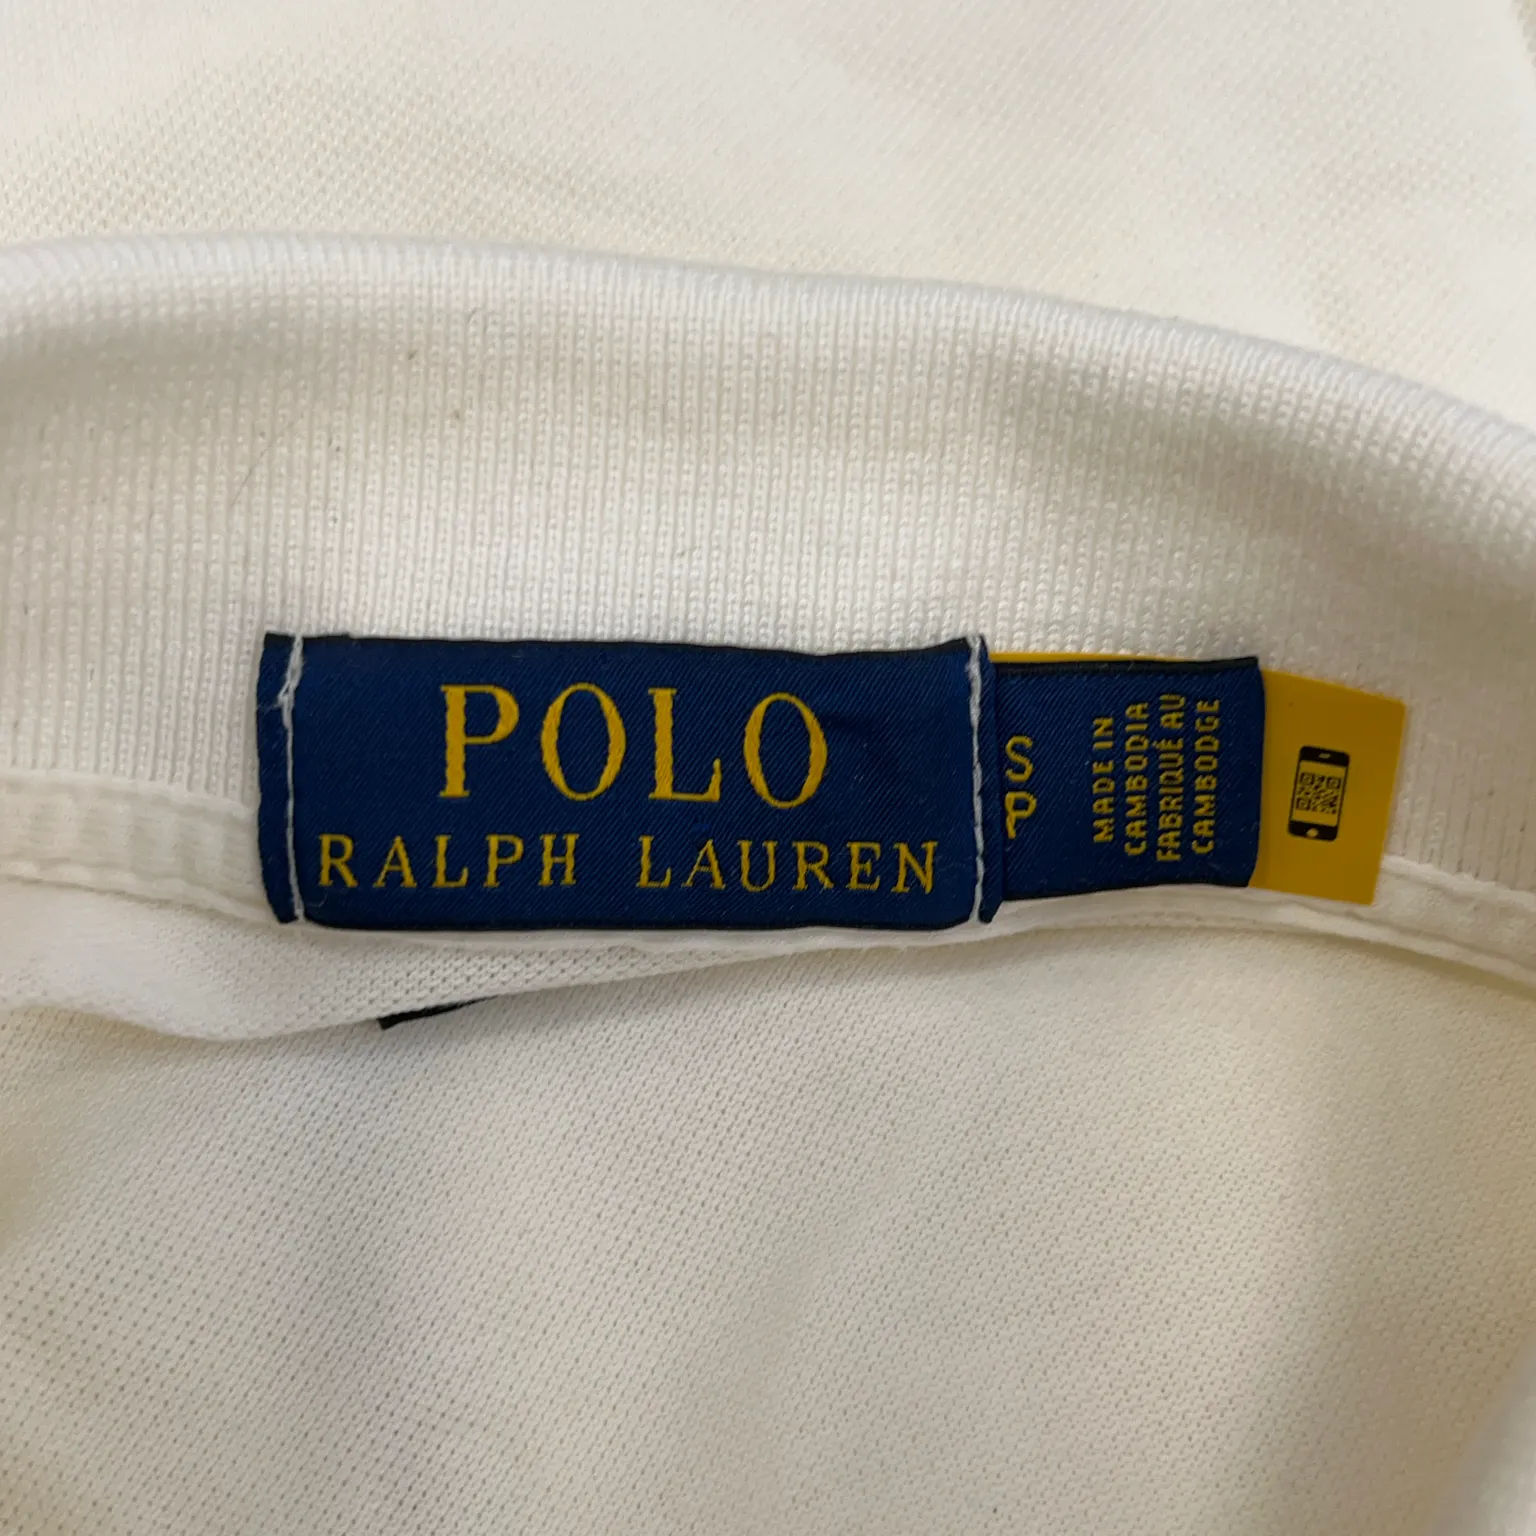 POLO
RALPH LAUREN
S
P
MADE IN
CAMBODIA
FABRIQUÉ AU
CAMBODGE